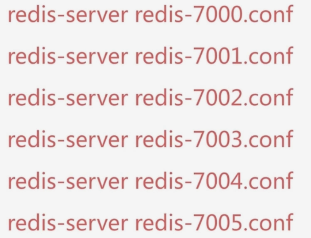 redis-server redis-7000.conf
redis-server redis-7001.conf
redis-server redis-7002.conf
redis-server redis-7003.conf
redis-server redis-7004.conf
redis-server redis-7005.conf